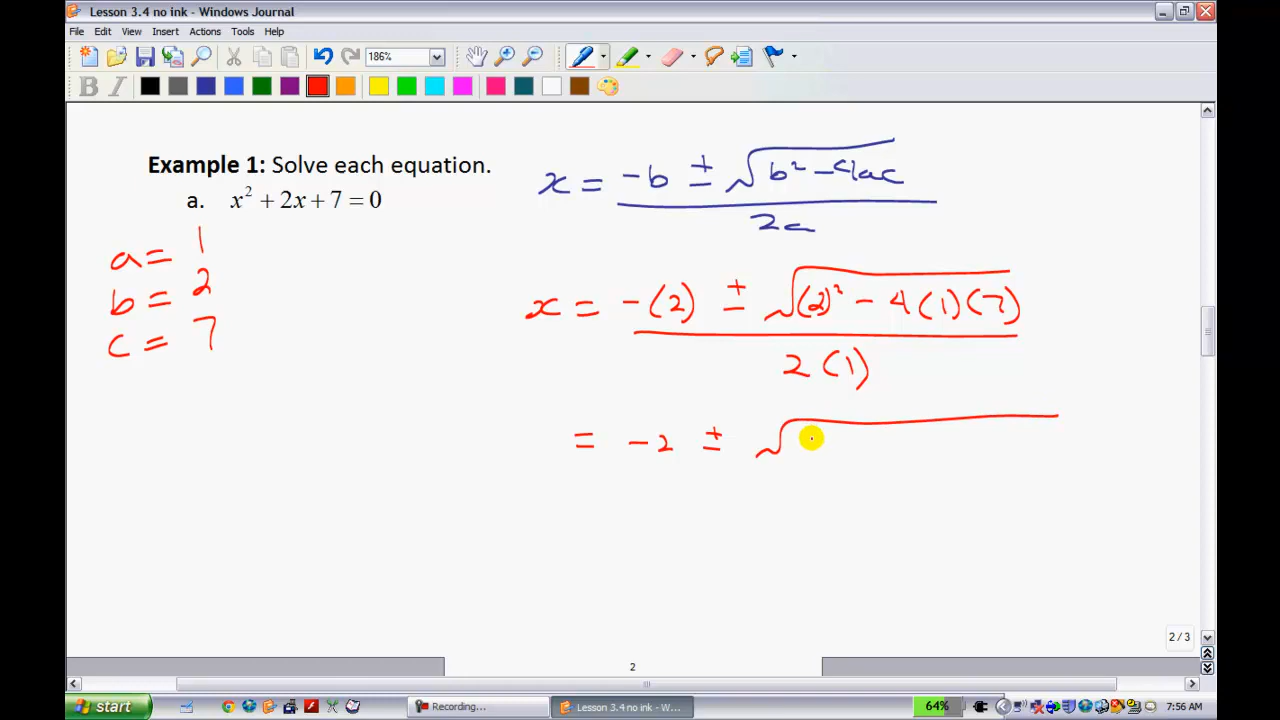 Lesson 3.4 no ink - Windows Journal
File Edit View Insert Actions Tools Help
186%
B I
Example 1: Solve each equation.
a. x² + 2x + 7 = 0
x = -b ± √(b² - 4ac)
2a
a = 1
b = 2
c = 7
x = -(2) ± √((2)² - 4(1)(7))
2(1)
= -2 ± √
2/3
2
start Recording... Lesson 3.4 no ink - W... 64% 7:56 AM